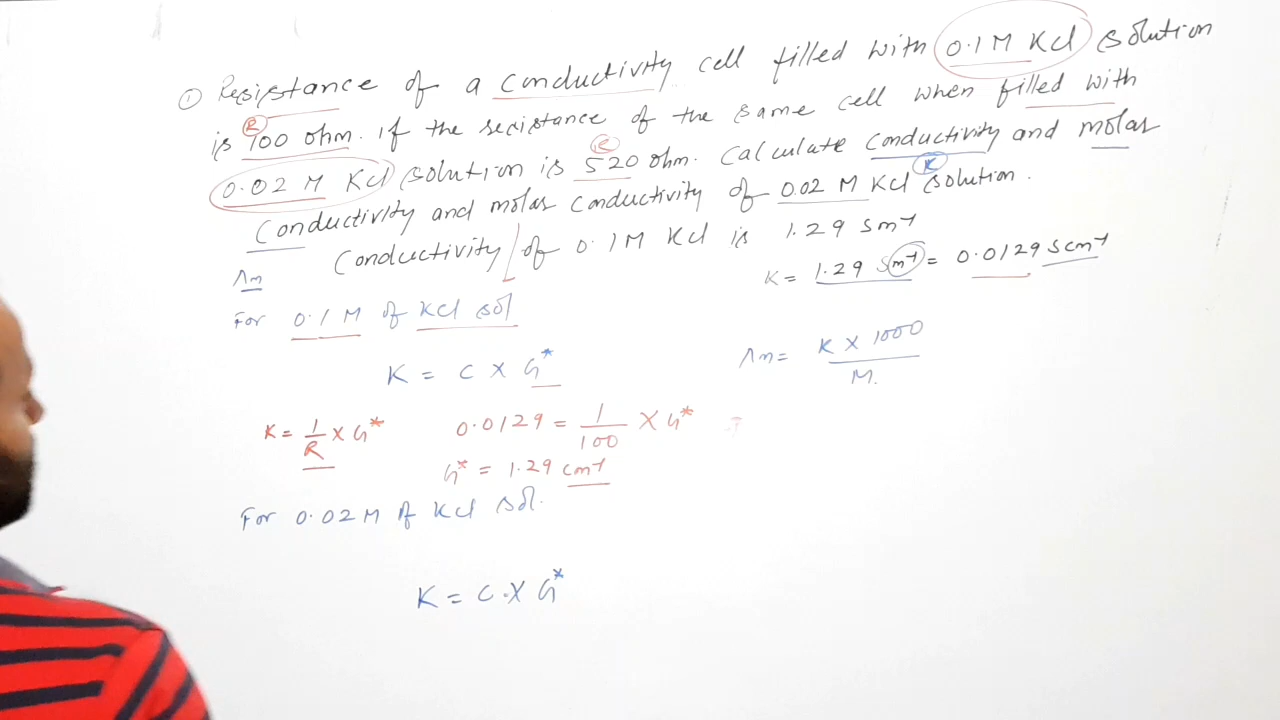 ① Resistance of a conductivity cell filled with 0.1 M KCl solution
is 100 ohm. if the resistance of the same cell when filled with
0.02 M KCl solution is 520 ohm. Calculate conductivity and molar
conductivity and molar conductivity of 0.02 M KCl solution.
Conductivity of 0.1 M KCl is 1.29 Sm⁻¹
R
R
K
Λm
K = 1.29 Sm⁻¹ = 0.0129 S cm⁻¹
For 0.1 M of KCl sol
K = C × G*
Λm = K × 1000 / M.
K = 1/R × G*
0.0129 = 1/100 × G*
G* = 1.29 cm⁻¹
For 0.02 M of KCl sol.
K = C . × G*